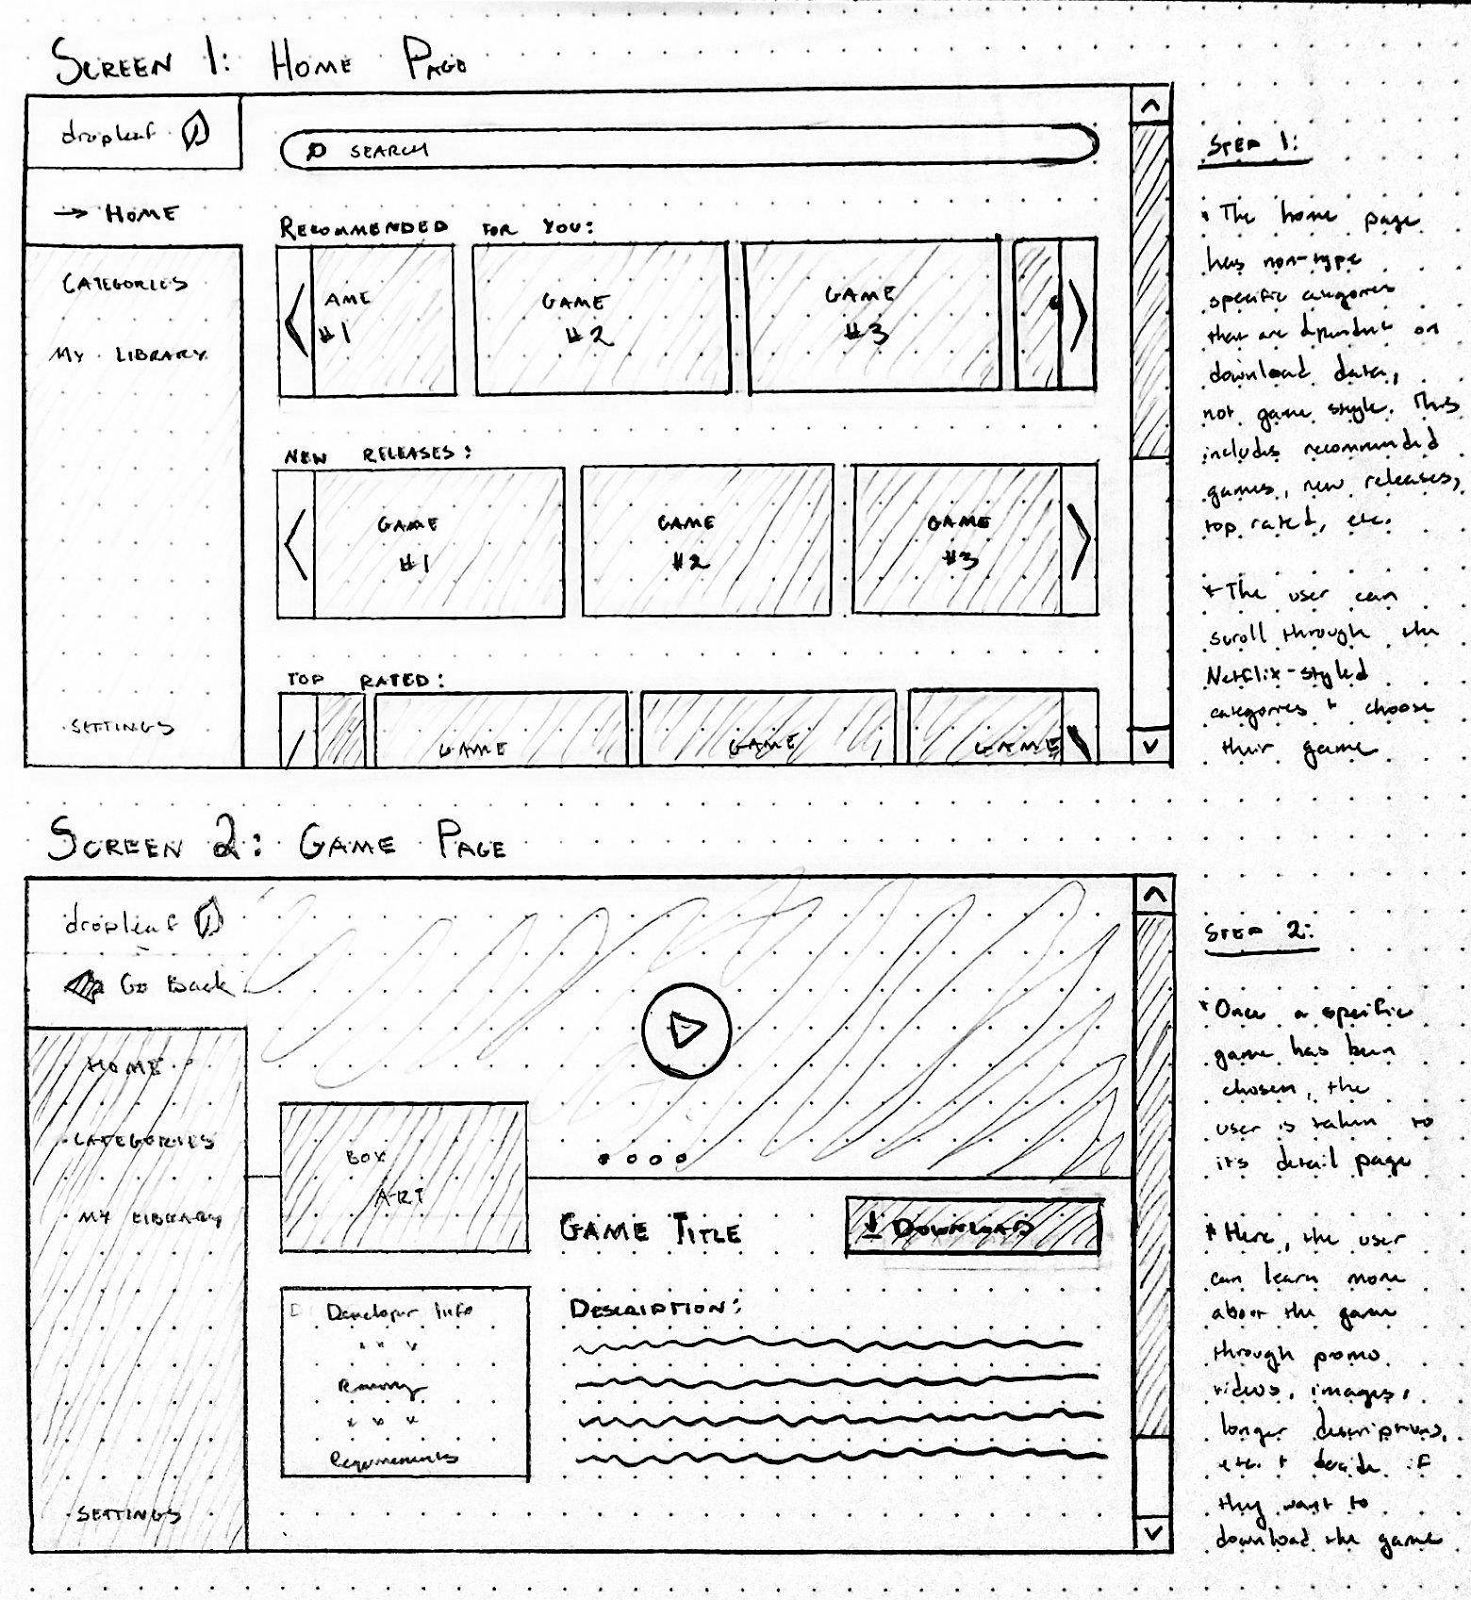 SCREEN 1: HOME PAGE
dropleaf
SEARCH
→ HOME
CATEGORIES
MY LIBRARY
SETTINGS
RECOMMENDED FOR YOU:
AME
#1
GAME
#2
GAME
#3
NEW RELEASES:
GAME
#1
GAME
#2
GAME
#3
TOP RATED:
GAME
GAME
GAME
STEP 1:
* The home page
has non-type
specific categories
that are dependent on
download data,
not game style. This
includes recommended
games, new releases,
top rated, etc.
* The user can
scroll through the
Netflix-styled
categories + choose
their game
SCREEN 2: GAME PAGE
dropleaf
Go Back
HOME
CATEGORIES
MY LIBRARY
SETTINGS
BOX
ART
GAME TITLE
DOWNLOAD
Developer Info
x x x
x x x
Requirements
DESCRIPTION:
STEP 2:
* Once a specific
game has been
chosen, the
user is taken to
its detail page
* Here, the user
can learn more
about the game
through promo
videos, images,
longer descriptions,
etc. + decide if
they want to
download the game